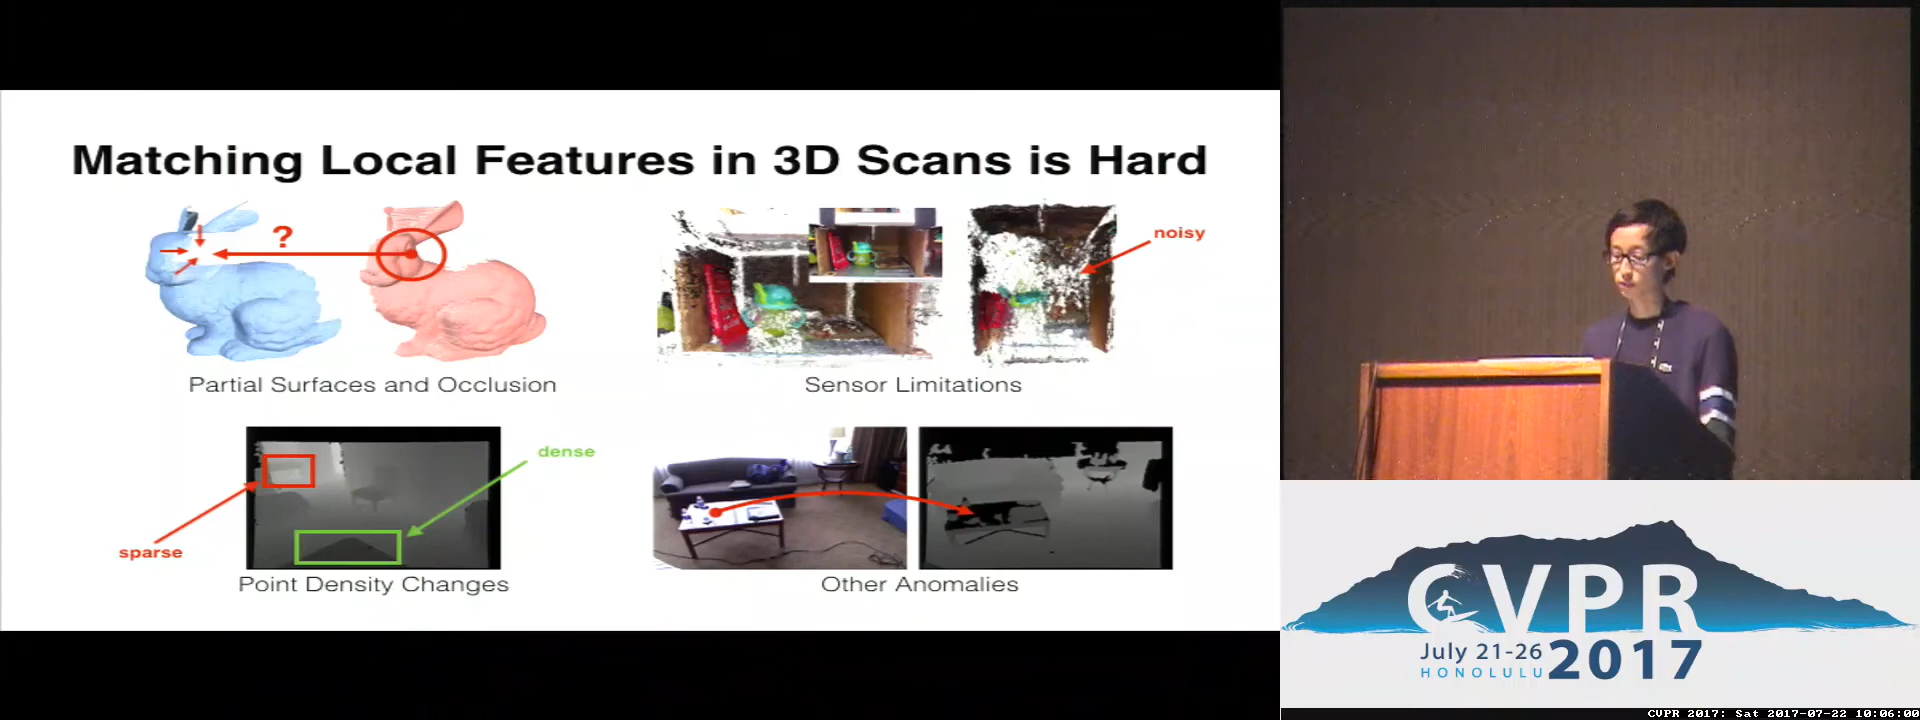 Matching Local Features in 3D Scans is Hard
?
noisy
Partial Surfaces and Occlusion
Sensor Limitations
dense
sparse
Point Density Changes
Other Anomalies
CVPR
July 21-26
HONOLULU
2017
CVPR 2017: Sat 2017-07-22 10:06:00